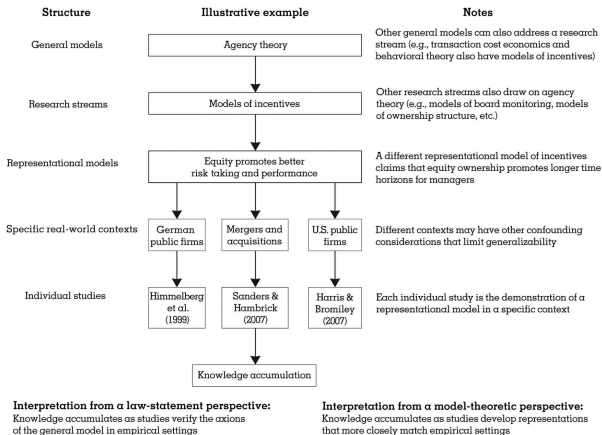 Structure
Illustrative example
Notes
General models
Agency theory
Other general models can also address a research
stream (e.g., transaction cost economics and
behavioral theory also have models of incentives)
Research streams
Models of incentives
Other research streams also draw on agency
theory (e.g., models of board monitoring, models
of ownership structure, etc.)
Representational models
Equity promotes better
risk taking and performance
A different representational model of incentives
claims that equity ownership promotes longer time
horizons for managers
Specific real-world contexts
German
public firms
Mergers and
acquisitions
U.S. public
firms
Different contexts may have other confounding
considerations that limit generalizability
Individual studies
Himmelberg
et al.
(1999)
Sanders &
Hambrick
(2007)
Harris &
Bromiley
(2007)
Each individual study is the demonstration of a
representational model in a specific context
Knowledge accumulation
Interpretation from a law-statement perspective:
Knowledge accumulates as studies verify the axions
of the general model in empirical settings
Interpretation from a model-theoretic perspective:
Knowledge accumulates as studies develop representations
that more closely match empirical settings